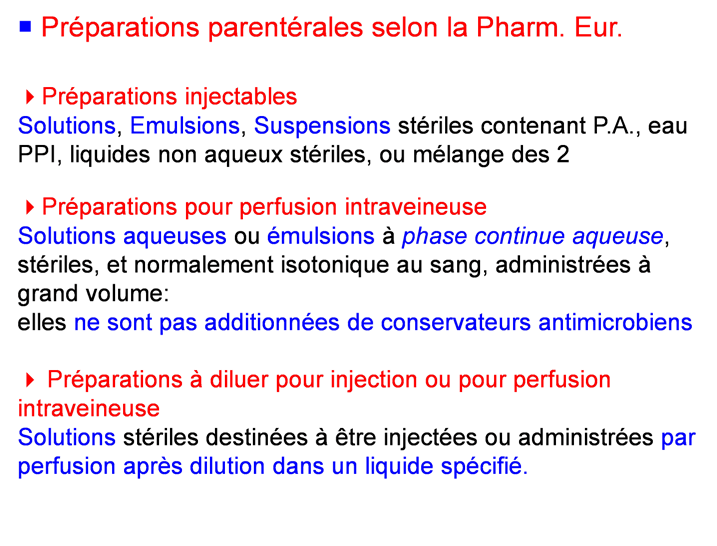 ■ Préparations parentérales selon la Pharm. Eur.
Préparations injectables
Solutions, Emulsions, Suspensions stériles contenant P.A., eau
PPI, liquides non aqueux stériles, ou mélange des 2
Préparations pour perfusion intraveineuse
Solutions aqueuses ou émulsions à phase continue aqueuse,
stériles, et normalement isotonique au sang, administrées à
grand volume:
elles ne sont pas additionnées de conservateurs antimicrobiens
Préparations à diluer pour injection ou pour perfusion
intraveineuse
Solutions stériles destinées à être injectées ou administrées par
perfusion après dilution dans un liquide spécifié.